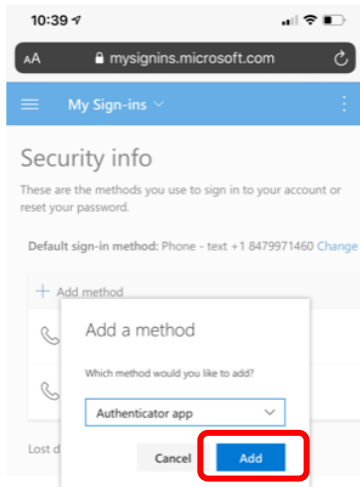 10:39
AA mysignins.microsoft.com
My Sign-ins
Security info
These are the methods you use to sign in to your account or
reset your password.
Default sign-in method: Phone - text +1 8479971460 Change
+ Add method
Add a method
Which method would you like to add?
Authenticator app
Lost d
Cancel Add